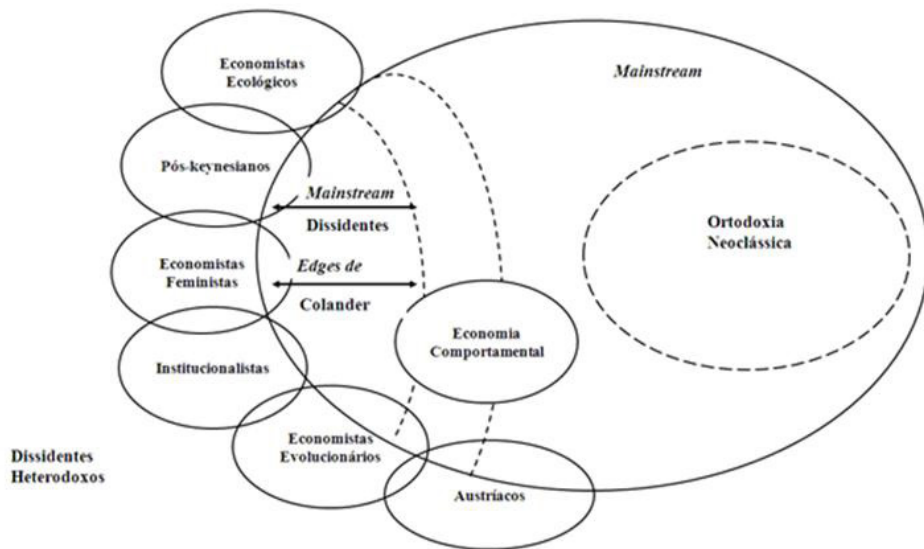 Economistas
Ecológicos
Mainstream
Pós-keynesianos
Mainstream
Dissidentes
Ortodoxia
Neoclássica
Economistas
Feministas
Edges de
Colander
Economia
Comportamental
Institucionalistas
Economistas
Evolucionários
Dissidentes
Heterodoxos
Austríacos